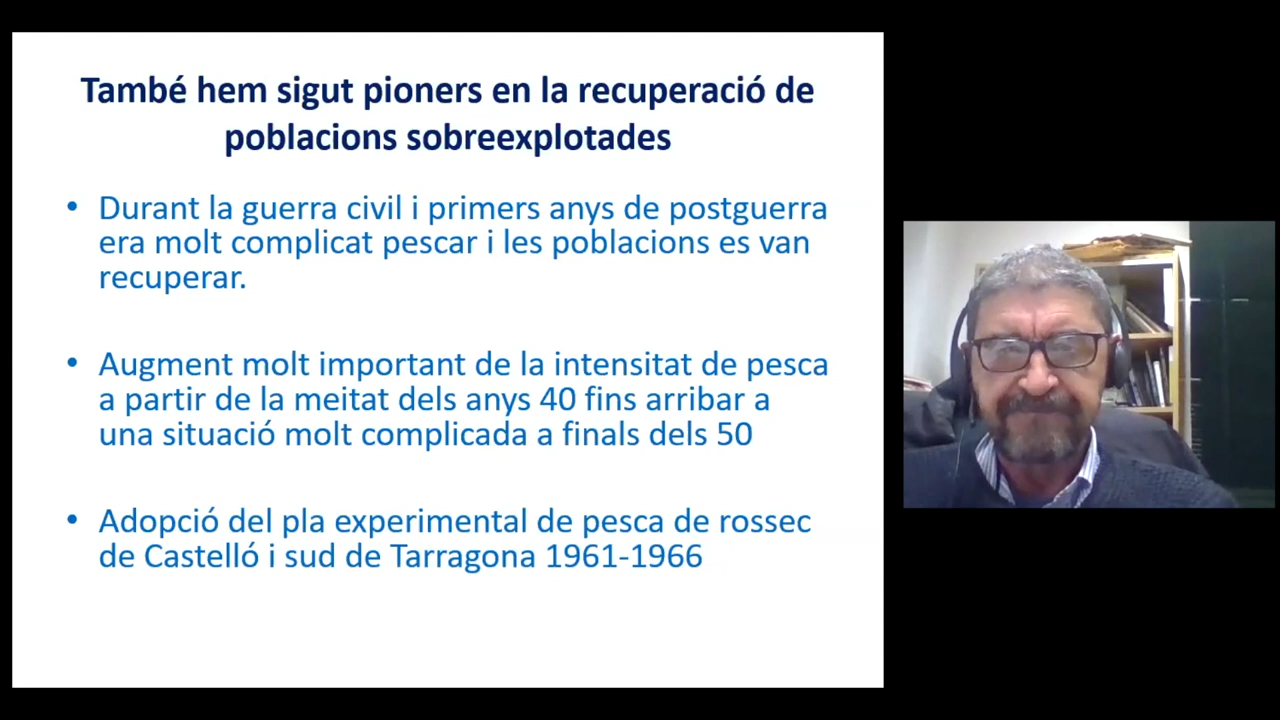 També hem sigut pioners en la recuperació de
poblacions sobreexplotades
• Durant la guerra civil i primers anys de postguerra
era molt complicat pescar i les poblacions es van
recuperar.
• Augment molt important de la intensitat de pesca
a partir de la meitat dels anys 40 fins arribar a
una situació molt complicada a finals dels 50
• Adopció del pla experimental de pesca de rossec
de Castelló i sud de Tarragona 1961-1966